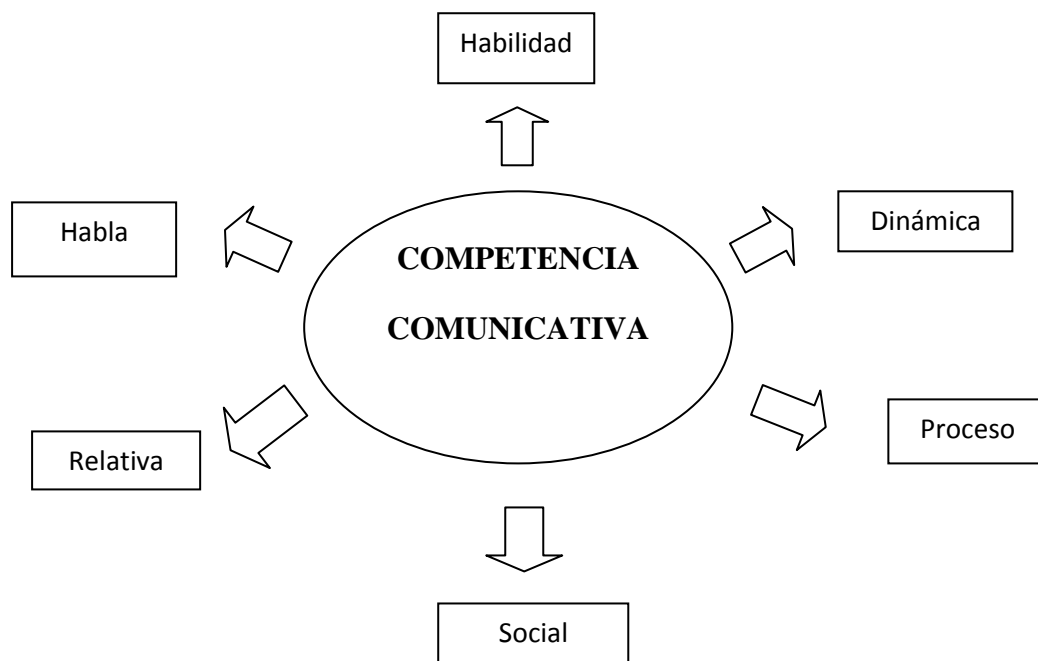 Habilidad
Habla
Dinámica
COMPETENCIA
COMUNICATIVA
Relativa
Proceso
Social